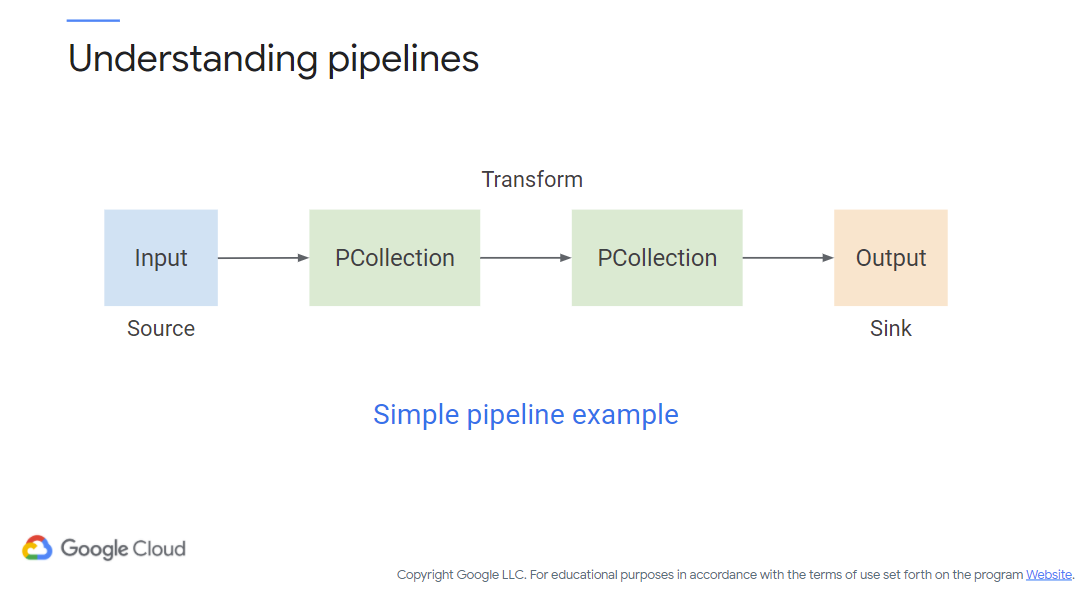 Understanding pipelines
Transform
Input
PCollection
PCollection
Output
Source
Sink
Simple pipeline example
Google Cloud
Copyright Google LLC. For educational purposes in accordance with the terms of use set forth on the program Website.